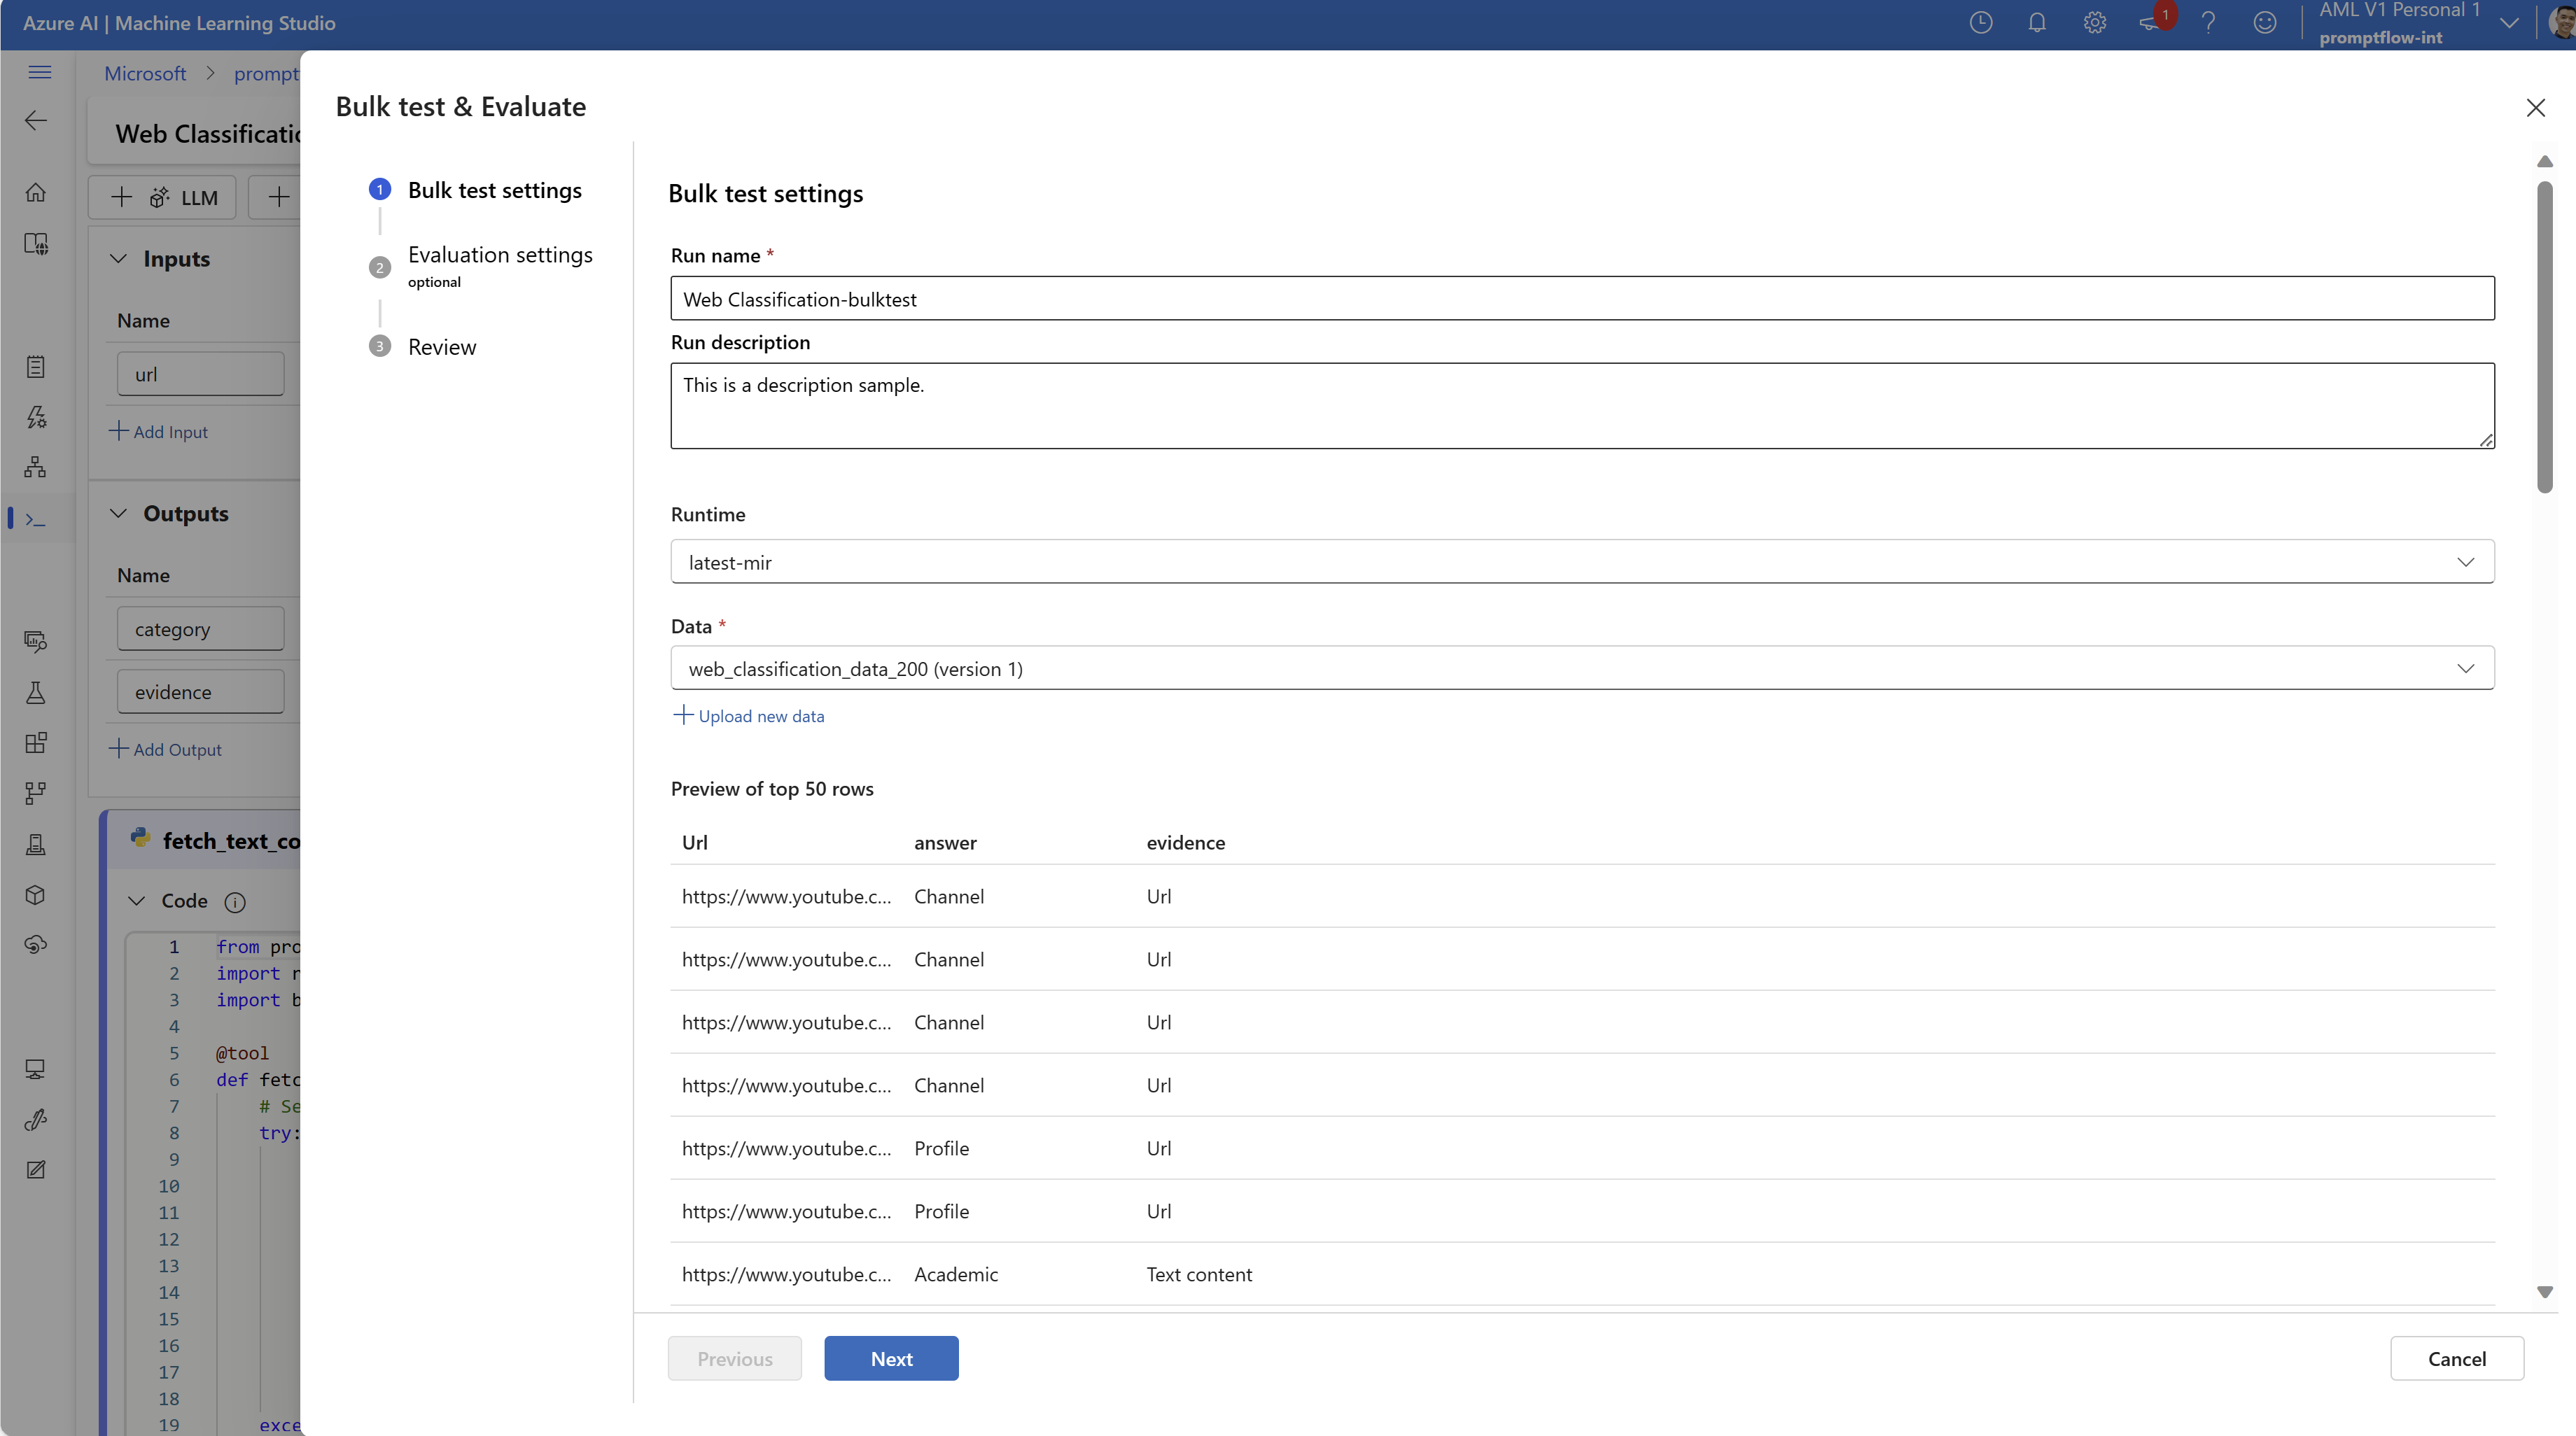 Azure AI | Machine Learning Studio
1
AML V1 Personal 1
promptflow-int
Microsoft > prompt
Web Classificatio
LLM
Inputs
Name
url
Add Input
Outputs
Name
category
evidence
Add Output
fetch_text_co
Code
1 from pro
2 import r
3 import b
4
5 @tool
6 def fetc
7 # Se
8 try:
9
10
11
12
13
14
15
16
17
18
19 exce
Bulk test & Evaluate
1 Bulk test settings
2 Evaluation settings
optional
3 Review
Bulk test settings
Run name *
Web Classification-bulktest
Run description
This is a description sample.
Runtime
latest-mir
Data *
web_classification_data_200 (version 1)
Upload new data
Preview of top 50 rows
Url answer evidence
https://www.youtube.c... Channel Url
https://www.youtube.c... Channel Url
https://www.youtube.c... Channel Url
https://www.youtube.c... Channel Url
https://www.youtube.c... Profile Url
https://www.youtube.c... Profile Url
https://www.youtube.c... Academic Text content
Previous Next Cancel